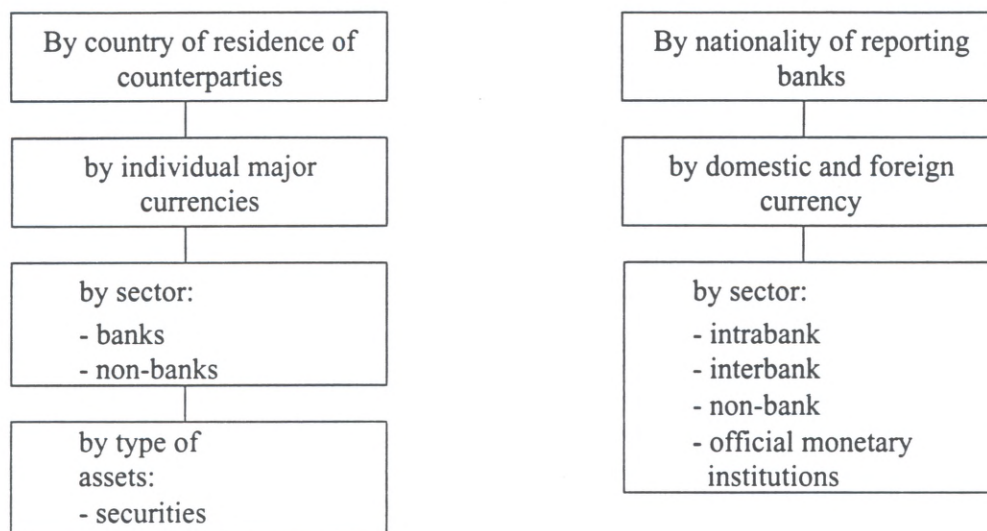 By country of residence of
counterparties
by individual major
currencies
by sector:
- banks
- non-banks
by type of
assets:
- securities
By nationality of reporting
banks
by domestic and foreign
currency
by sector:
- intrabank
- interbank
- non-bank
- official monetary
institutions